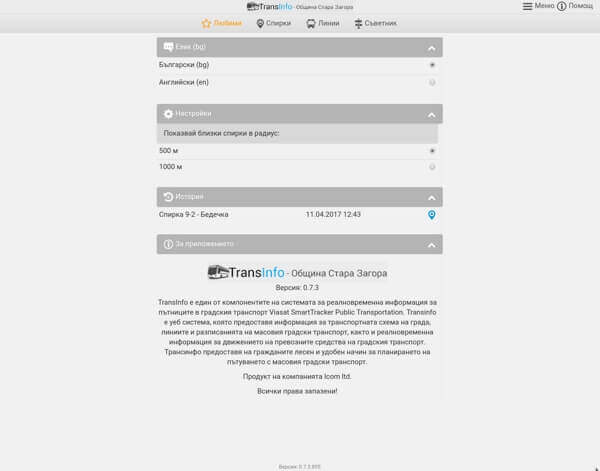 TransInfo - Община Стара Загора
Меню Помощ
Любими Спирки Линии Съветник
Език (bg)
Български (bg)
Английски (en)
Настройки
Показвай близки спирки в радиус:
500 м
1000 м
История
Спирка 9-2 - Бедечка 11.04.2017 12:43
За приложението
TransInfo - Община Стара Загора
Версия: 0.7.3
TransInfo е един от компонентите на системата за реалновременна информация за
пътниците в градския транспорт Viasat SmartTracker Public Transportation. Transinfo
е уеб система, която предоставя информация за транспортната схема на града,
линиите и разписанията на масовия градски транспорт, както и реалновременна
информация за движението на превозните средства на градския транспорт.
Трансинфо предоставя на гражданите лесен и удобен начин за планирането на
пътуването с масовия градски транспорт.
Продукт на компанията Icom ltd.
Всички права запазени!